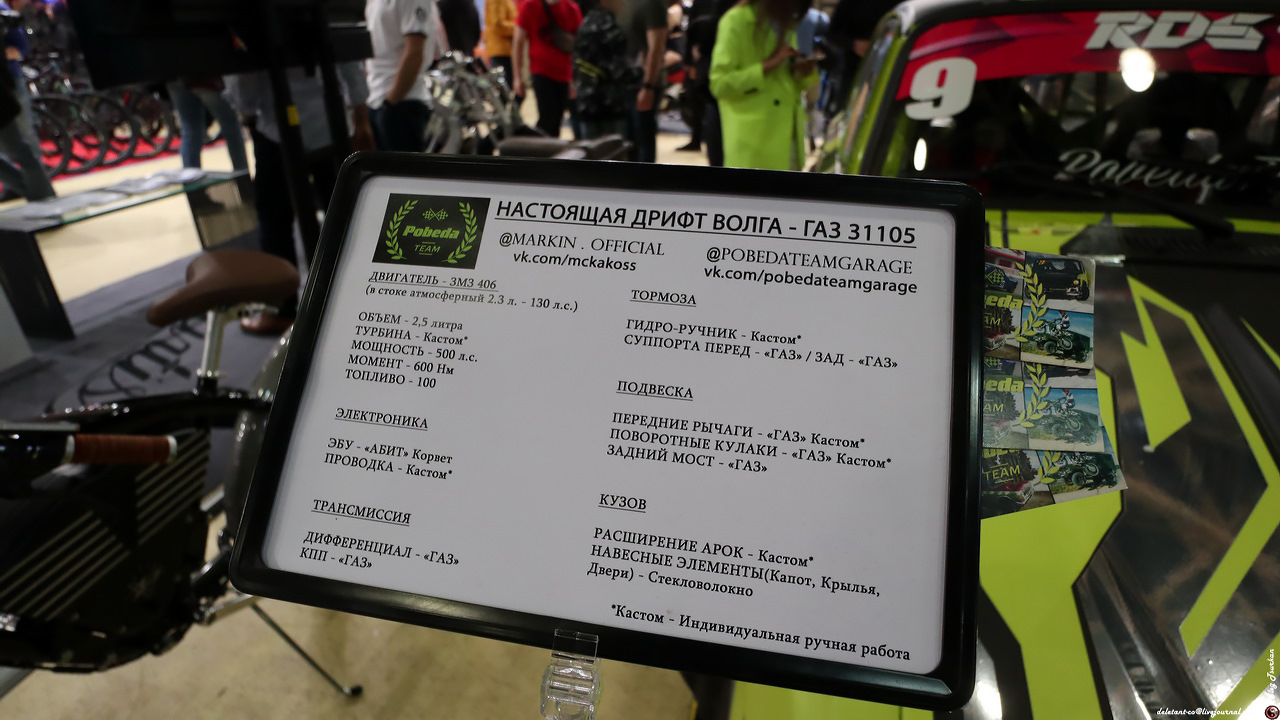 RDS
9
Pobeda
TEAM
НАСТОЯЩАЯ ДРИФТ ВОЛГА - ГАЗ 31105
@MARKIN . OFFICIAL
vk.com/mckakoss
@POBEDATEAMGARAGE
vk.com/pobedateamgarage
ДВИГАТЕЛЬ - ЗМЗ 406
(в стоке атмосферный 2.3 л. - 130 л.с.)
ОБЪЕМ - 2,5 литра
ТУРБИНА - Кастом*
МОЩНОСТЬ - 500 л.с.
МОМЕНТ - 600 Нм
ТОПЛИВО - 100
ЭЛЕКТРОНИКА
ЭБУ - «АБИТ» Корвет
ПРОВОДКА - Кастом*
ТРАНСМИССИЯ
ДИФФЕРЕНЦИАЛ - «ГАЗ»
КПП - «ГАЗ»
ТОРМОЗА
ГИДРО-РУЧНИК - Кастом*
СУППОРТА ПЕРЕД - «ГАЗ» / ЗАД - «ГАЗ»
ПОДВЕСКА
ПЕРЕДНИЕ РЫЧАГИ - «ГАЗ» Кастом*
ПОВОРОТНЫЕ КУЛАКИ - «ГАЗ» Кастом*
ЗАДНИЙ МОСТ - «ГАЗ»
КУЗОВ
РАСШИРЕНИЕ АРОК - Кастом*
НАВЕСНЫЕ ЭЛЕМЕНТЫ(Капот, Крылья,
Двери) - Стекловолокно
*Кастом - Индивидуальная ручная работа
TEAM